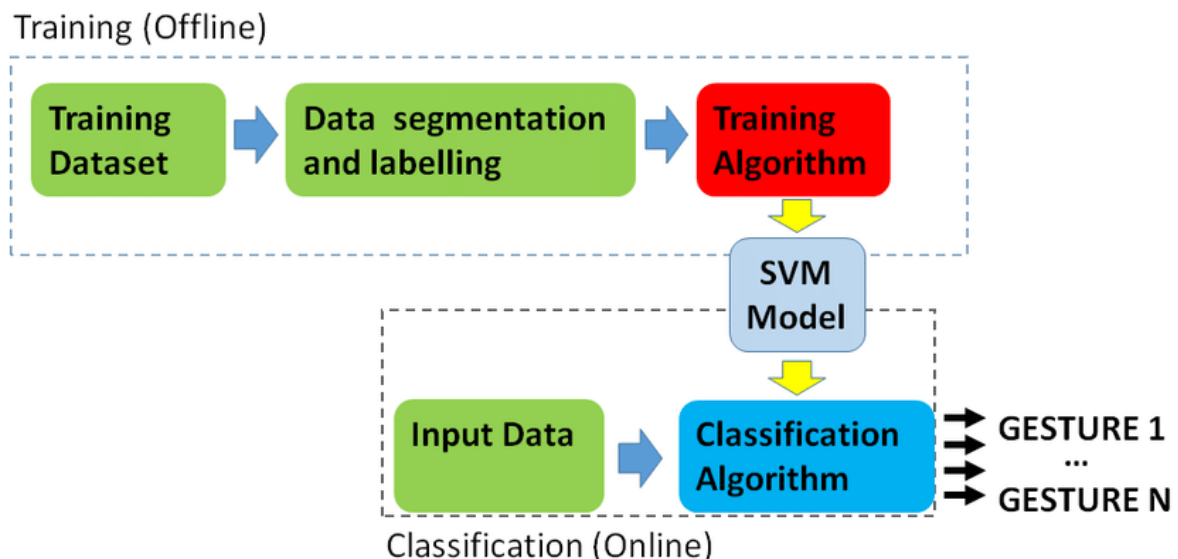 Training (Offline)
Training
Dataset
Data segmentation
and labelling
Training
Algorithm
SVM
Model
Input Data
Classification
Algorithm
GESTURE 1
...
GESTURE N
Classification (Online)